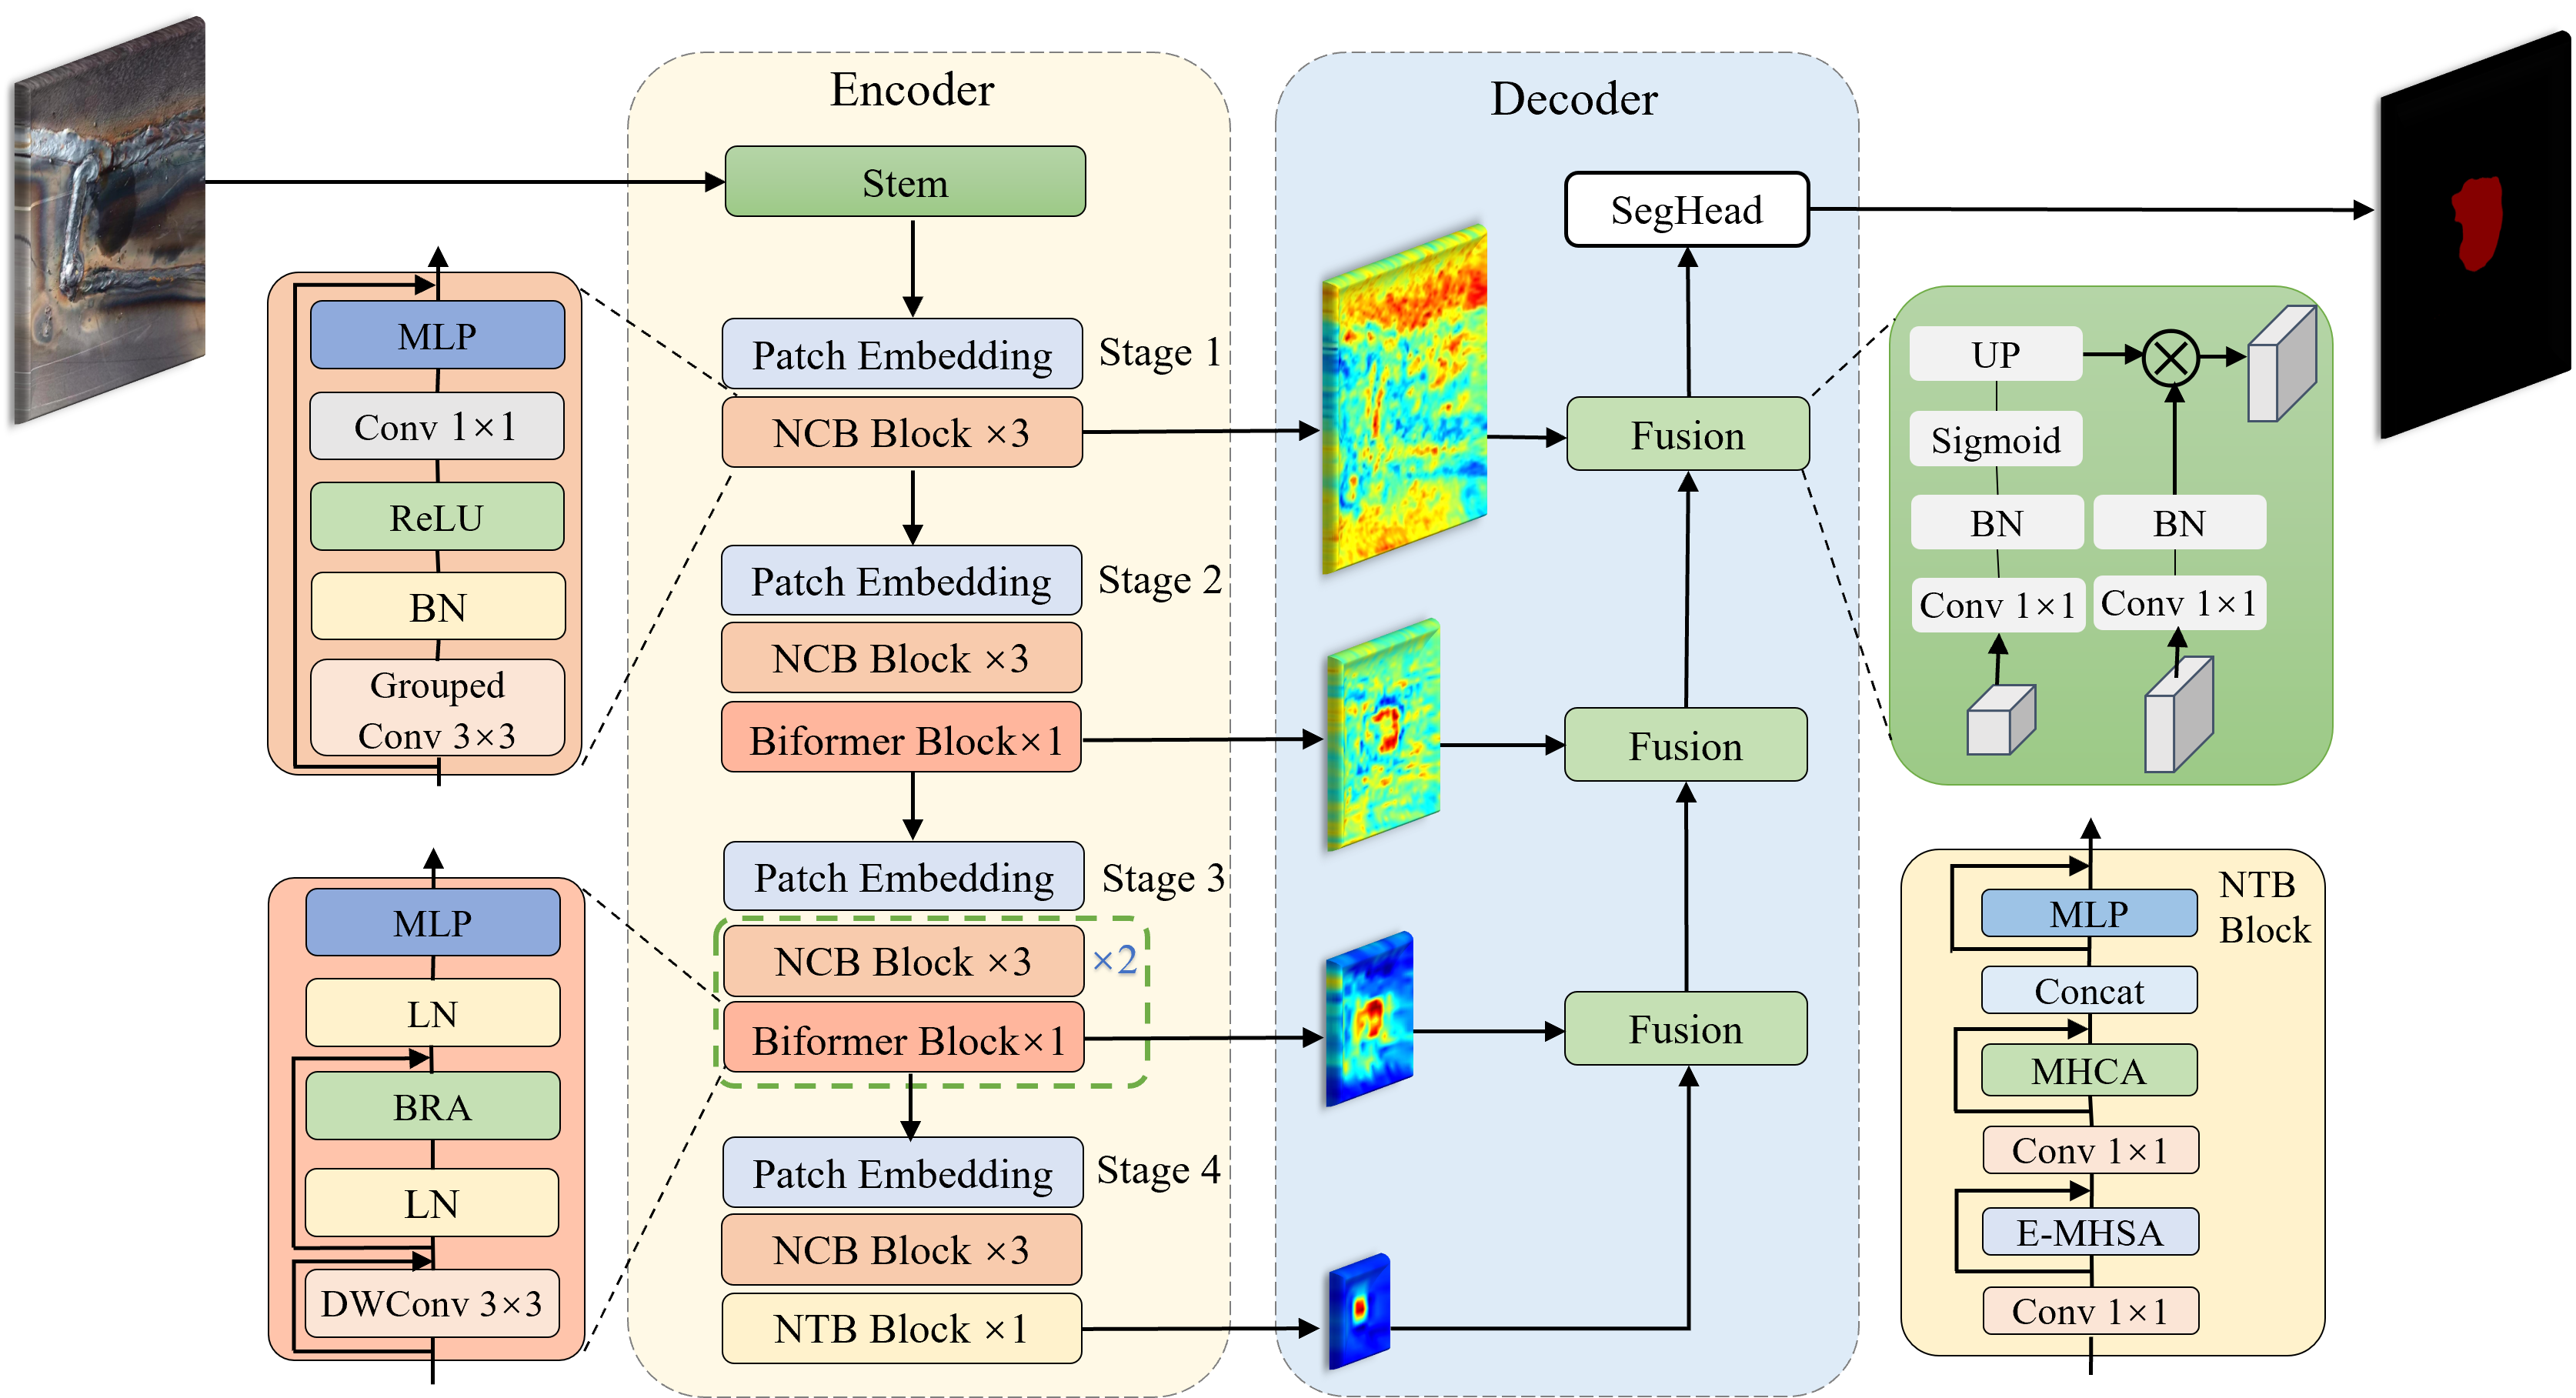 Encoder
Stem
Patch Embedding
Stage 1
NCB Block ×3
Patch Embedding
Stage 2
NCB Block ×3
Biformer Block×1
Patch Embedding
Stage 3
NCB Block ×3
×2
Biformer Block×1
Patch Embedding
Stage 4
NCB Block ×3
NTB Block ×1
MLP
Conv 1×1
ReLU
BN
Grouped
Conv 3×3
MLP
LN
BRA
LN
DWConv 3×3
Decoder
SegHead
Fusion
Fusion
Fusion
UP
Sigmoid
BN
BN
Conv 1×1
Conv 1×1
NTB
Block
MLP
Concat
MHCA
Conv 1×1
E-MHSA
Conv 1×1